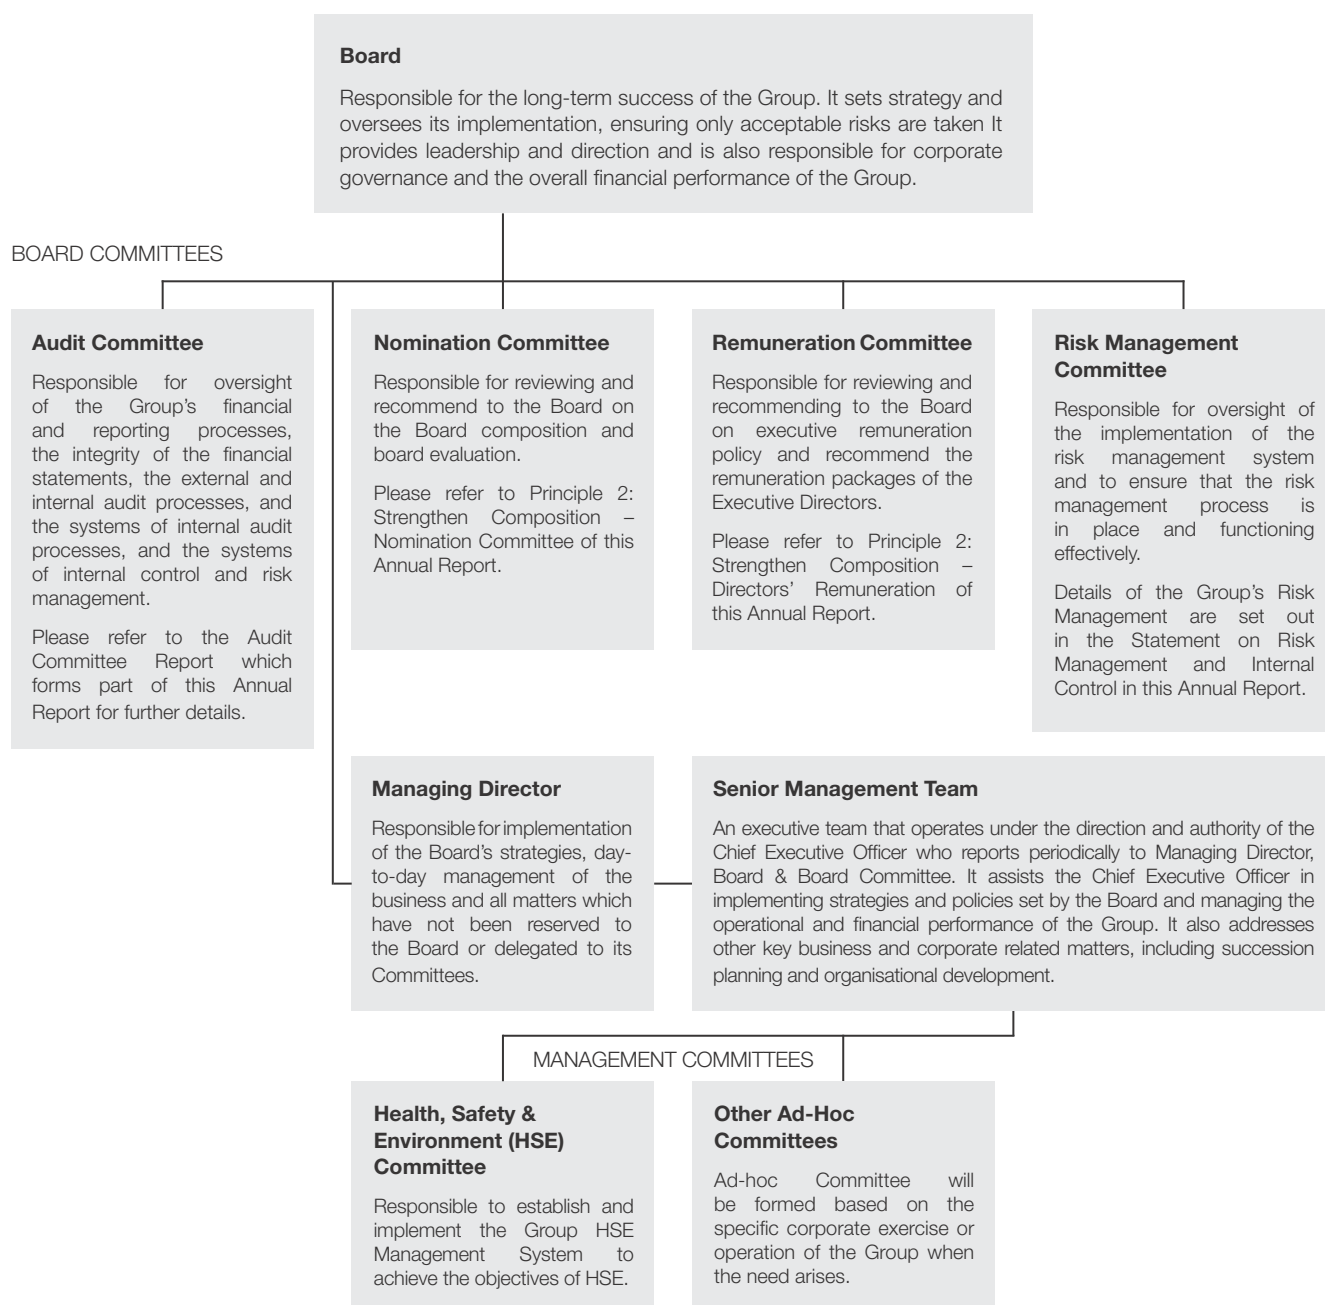 Board
Responsible for the long-term success of the Group. It sets strategy and
oversees its implementation, ensuring only acceptable risks are taken It
provides leadership and direction and is also responsible for corporate
governance and the overall financial performance of the Group.
BOARD COMMITTEES
Audit Committee
Responsible for oversight
of the Group's financial
and reporting processes,
the integrity of the financial
statements, the external and
internal audit processes, and
the systems of internal audit
processes, and the systems
of internal control and risk
management.
Please refer to the Audit
Committee Report which
forms part of this Annual
Report for further details.
Nomination Committee
Responsible for reviewing and
recommend to the Board on
the Board composition and
board evaluation.
Please refer to Principle 2:
Strengthen Composition –
Nomination Committee of this
Annual Report.
Remuneration Committee
Responsible for reviewing and
recommending to the Board
on executive remuneration
policy and recommend the
remuneration packages of the
Executive Directors.
Please refer to Principle 2:
Strengthen Composition –
Directors' Remuneration of
this Annual Report.
Risk Management
Committee
Responsible for oversight of
the implementation of the
risk management system
and to ensure that the risk
management process is
in place and functioning
effectively.
Details of the Group's Risk
Management are set out
in the Statement on Risk
Management and Internal
Control in this Annual Report.
Managing Director
Responsible for implementation
of the Board's strategies, day-
to-day management of the
business and all matters which
have not been reserved to
the Board or delegated to its
Committees.
Senior Management Team
An executive team that operates under the direction and authority of the
Chief Executive Officer who reports periodically to Managing Director,
Board & Board Committee. It assists the Chief Executive Officer in
implementing strategies and policies set by the Board and managing the
operational and financial performance of the Group. It also addresses
other key business and corporate related matters, including succession
planning and organisational development.
MANAGEMENT COMMITTEES
Health, Safety &
Environment (HSE)
Committee
Responsible to establish and
implement the Group HSE
Management System to
achieve the objectives of HSE.
Other Ad-Hoc
Committees
Ad-hoc Committee will
be formed based on the
specific corporate exercise or
operation of the Group when
the need arises.